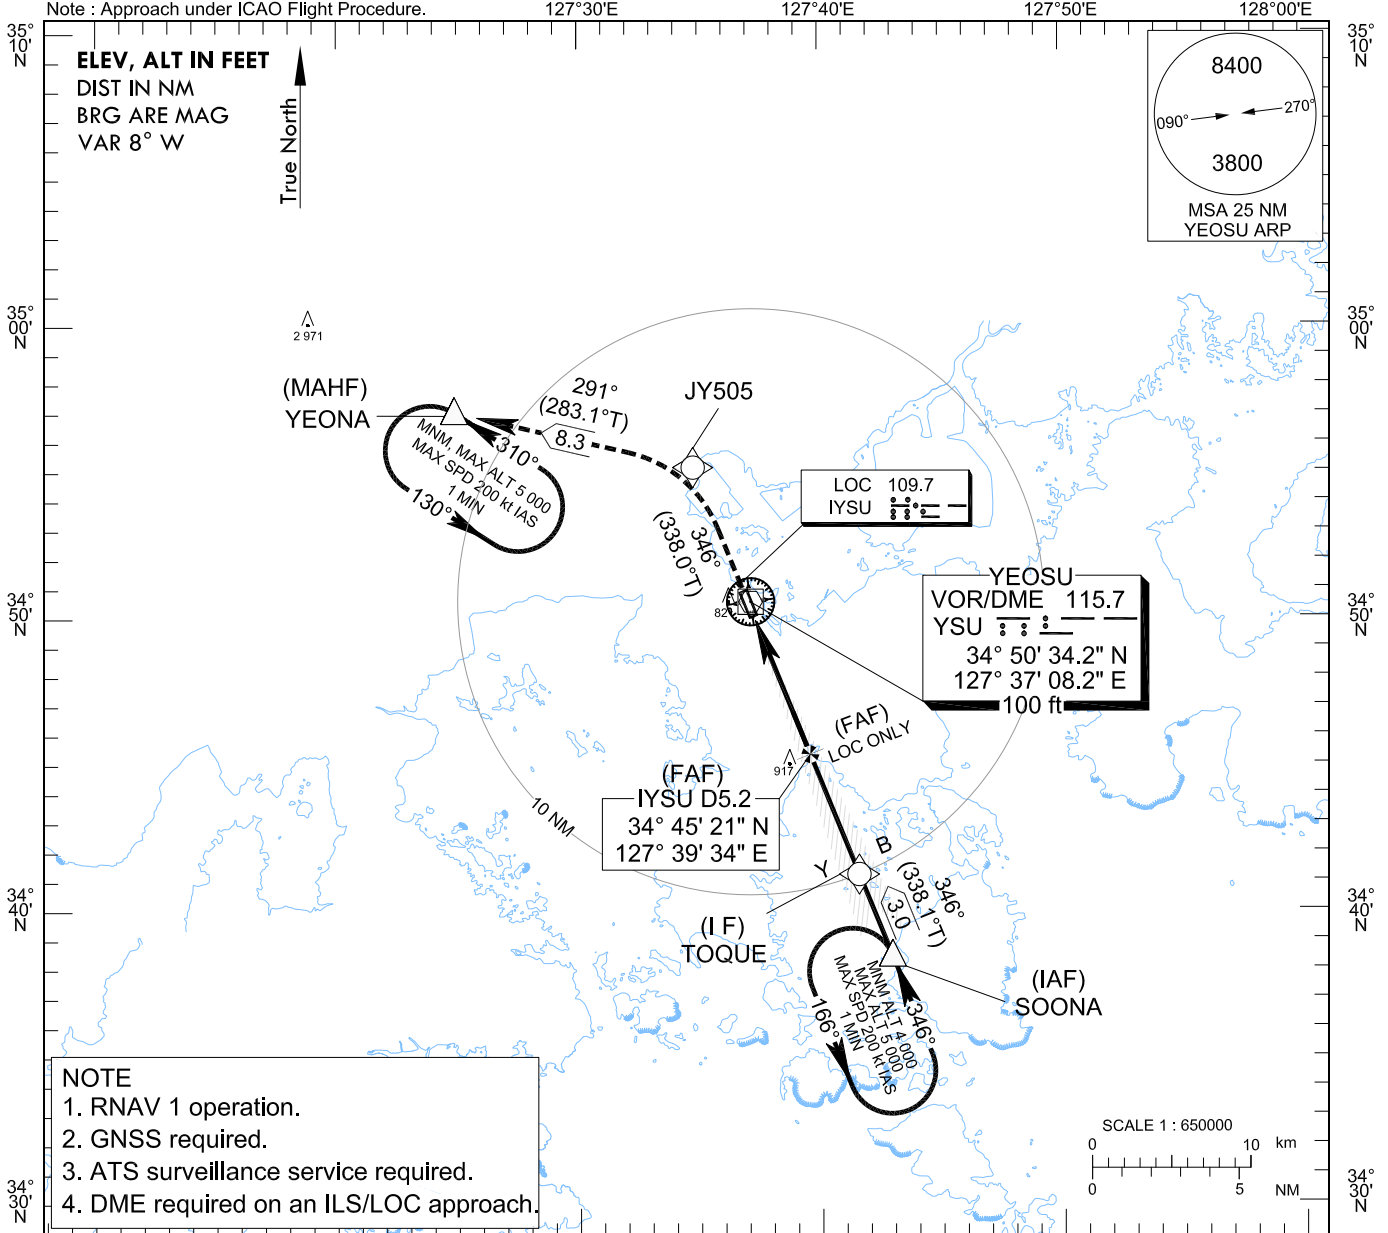 Note : Approach under ICAO Flight Procedure.
127°30'E
127°40'E
127°50'E
128°00'E
35°
10'
N
35°
10'
N
ELEV, ALT IN FEET
DIST IN NM
BRG ARE MAG
VAR 8° W
True North
8400
090°
270°
3800
MSA 25 NM
YEOSU ARP
35°
00'
N
35°
00'
N
2 971
(MAHF)
YEONA
291°
(283.1°T)
8.3
JY505
MNM, MAX ALT 5 000
MAX SPD 200 kt IAS
1 MIN
310°
130°
346°
(338.0°T)
LOC 109.7
IYSU
YEOSU
VOR/DME 115.7
YSU
34° 50' 34.2" N
127° 37' 08.2" E
100 ft
34°
50'
N
34°
50'
N
82
(FAF)
LOC ONLY
917
(FAF)
IYSU D5.2
34° 45' 21" N
127° 39' 34" E
10 NM
B
Y
346°
(338.1°T)
3.0
34°
40'
N
34°
40'
N
(I F)
TOQUE
(IAF)
SOONA
MNM ALT 4 000
MAX ALT 5 000
MAX SPD 200 kt IAS
1 MIN
166°
346°
NOTE
1. RNAV 1 operation.
2. GNSS required.
3. ATS surveillance service required.
4. DME required on an ILS/LOC approach.
SCALE 1 : 650000
0 10 km
0 5 NM
34°
30'
N
34°
30'
N